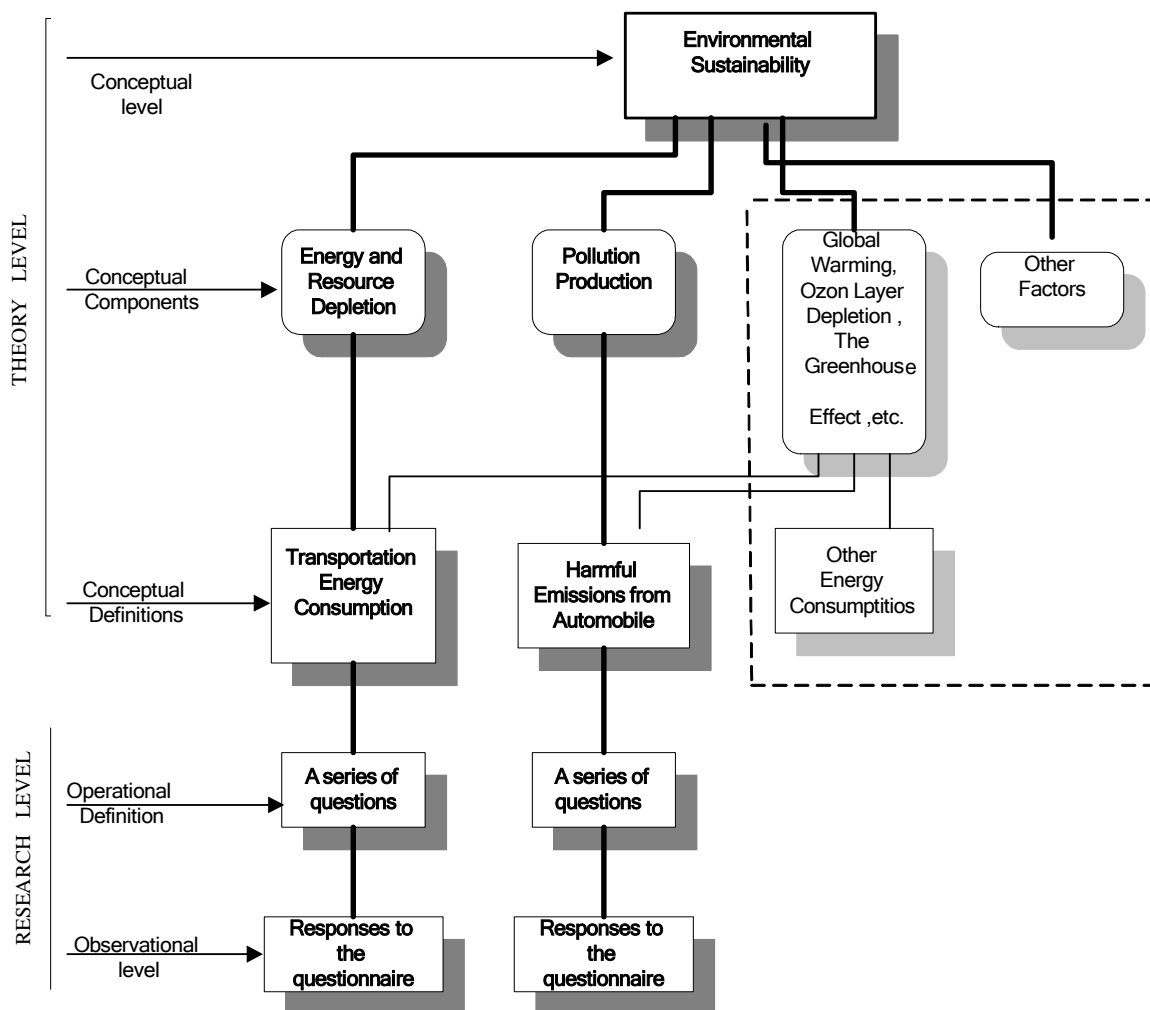 Environmental
Sustainability
Conceptual
level
THEORY LEVEL
Conceptual
Components
Energy and
Resource
Depletion
Pollution
Production
Global
Warming,
Ozon Layer
Depletion ,
The
Greenhouse
Effect ,etc.
Other
Factors
Conceptual
Definitions
Transportation
Energy
Consumption
Harmful
Emissions from
Automobile
Other
Energy
Consumptitios
RESEARCH LEVEL
Operational
Definition
A series of
questions
A series of
questions
Observational
level
Responses to
the
questionnaire
Responses to
the
questionnaire